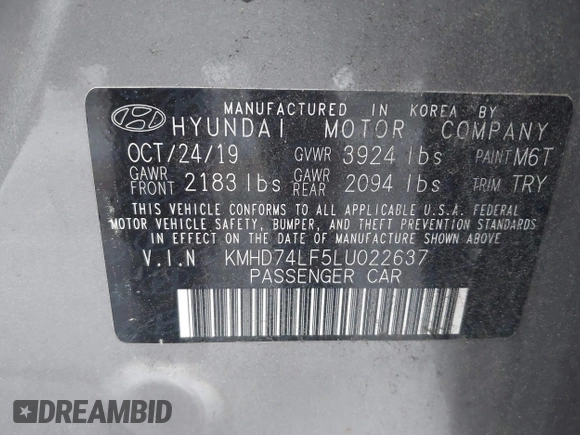 MANUFACTURED IN KOREA BY
HYUNDAI MOTOR COMPANY
OCT/24/19 GVWR 3924 lbs PAINT M6T
GAWR FRONT 2183 lbs GAWR REAR 2094 lbs TRIM TRY
THIS VEHICLE CONFORMS TO ALL APPLICABLE U.S.A. FEDERAL
MOTOR VEHICLE SAFETY, BUMPER, AND THEFT PREVENTION STANDARDS
IN EFFECT ON THE DATE OF MANUFACTURE SHOWN ABOVE
V.I.N KMHD74LF5LU022637
PASSENGER CAR
DREAMBID